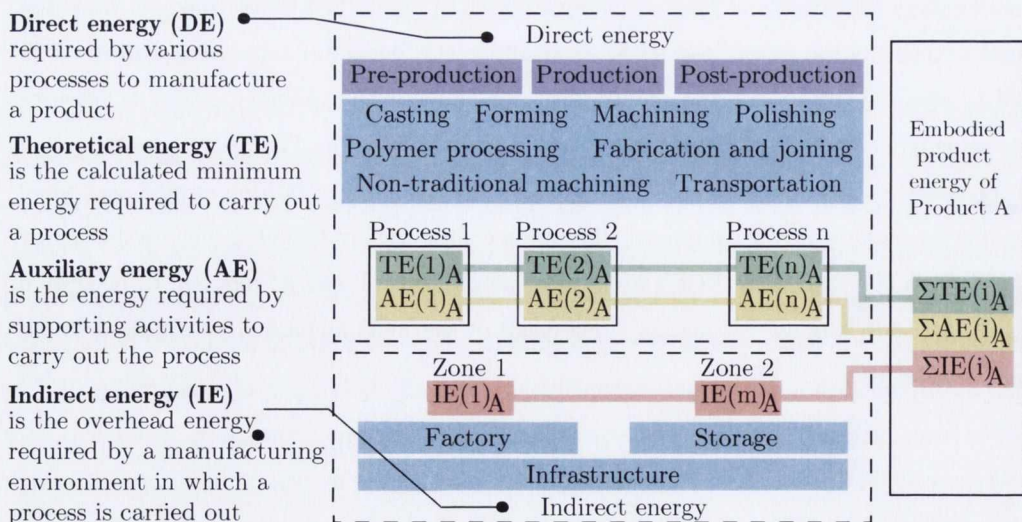 Direct energy (DE)
required by various
processes to manufacture
a product
Theoretical energy (TE)
is the calculated minimum
energy required to carry out
a process
Auxiliary energy (AE)
is the energy required by
supporting activities to
carry out the process
Indirect energy (IE)
is the overhead energy
required by a manufacturing
environment in which a
process is carried out
Direct energy
Pre-production Production Post-production
Casting Forming Machining Polishing
Polymer processing Fabrication and joining
Non-traditional machining Transportation
Process 1 Process 2 Process n
TE(1)A TE(2)A TE(n)A
AE(1)A AE(2)A AE(n)A
Zone 1 Zone 2
IE(1)A IE(m)A
Factory Storage
Infrastructure
Indirect energy
Embodied
product
energy of
Product A
ΣTE(i)A
ΣAE(i)A
ΣIE(i)A